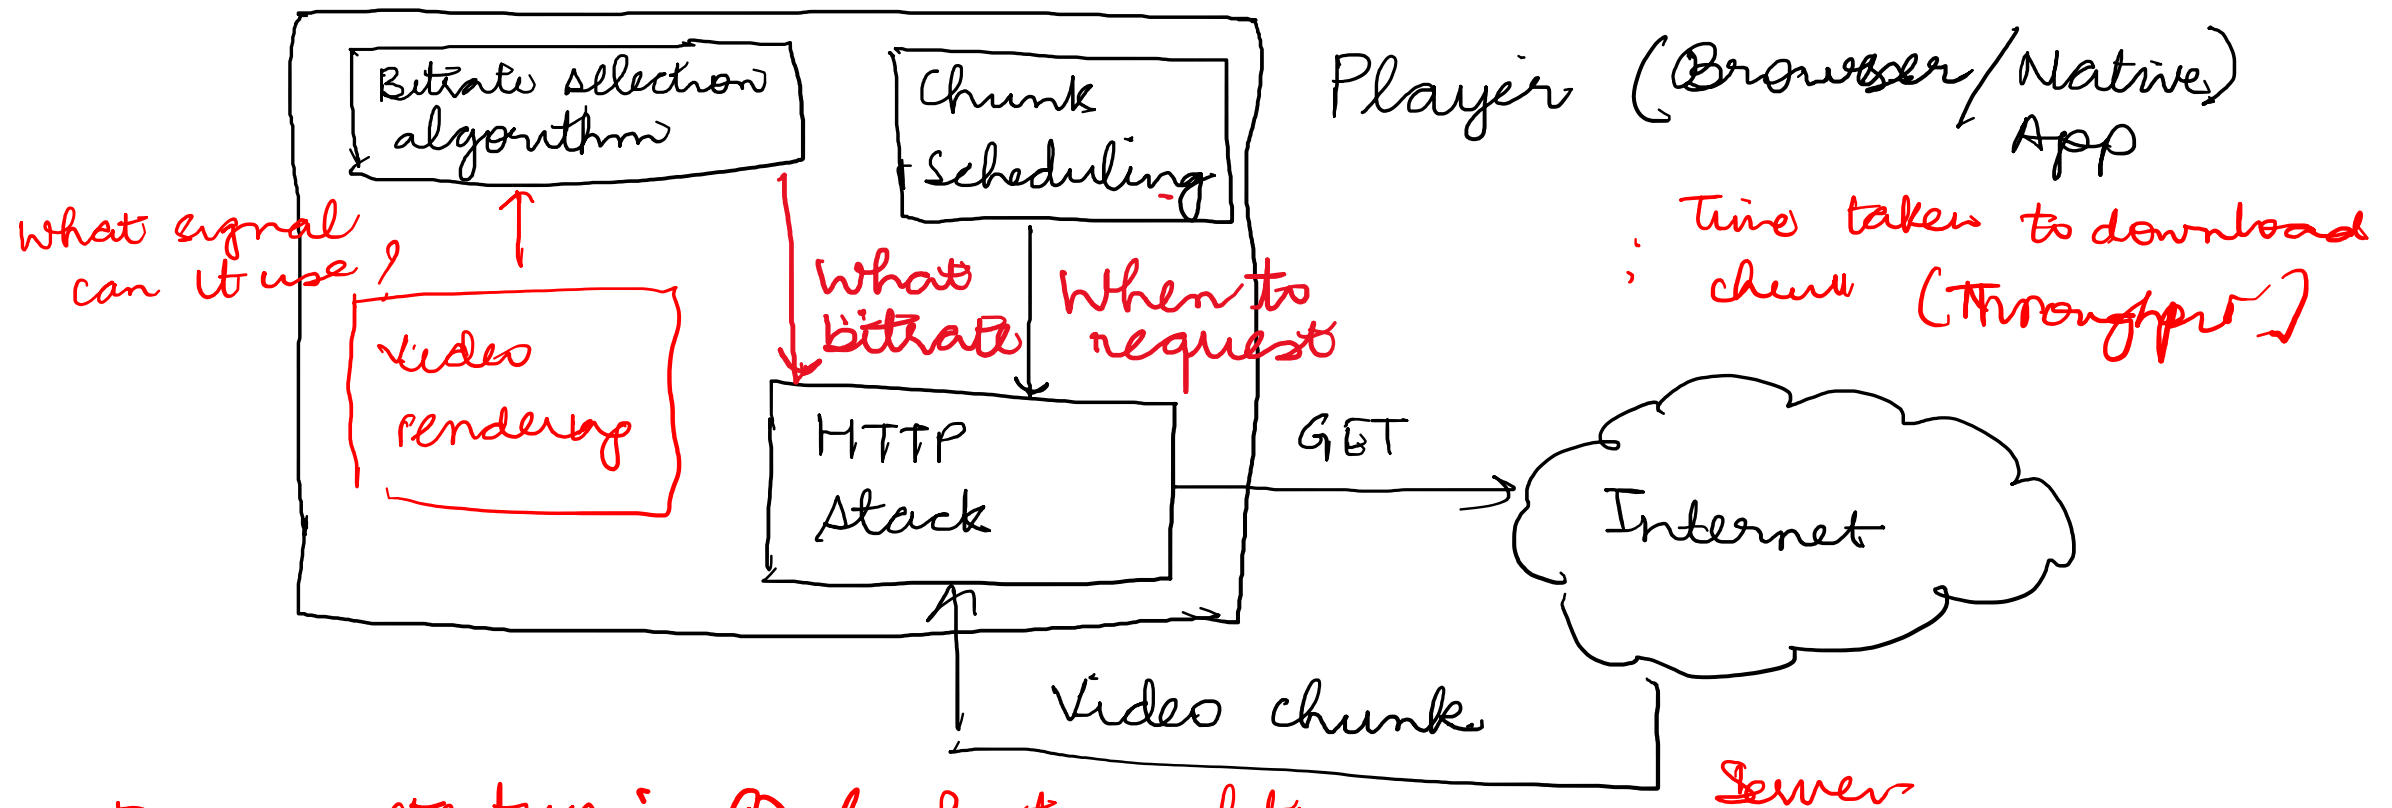 Bitrate selection
algorithm
Chunk
Scheduling
Player (Browser/Native)
App
what signal
can it use?
Time taken to download
chunk (Throughput)
what
bitrate
When to
request
Video
rendering
HTTP
stack
GET
Internet
Video chunk
Server